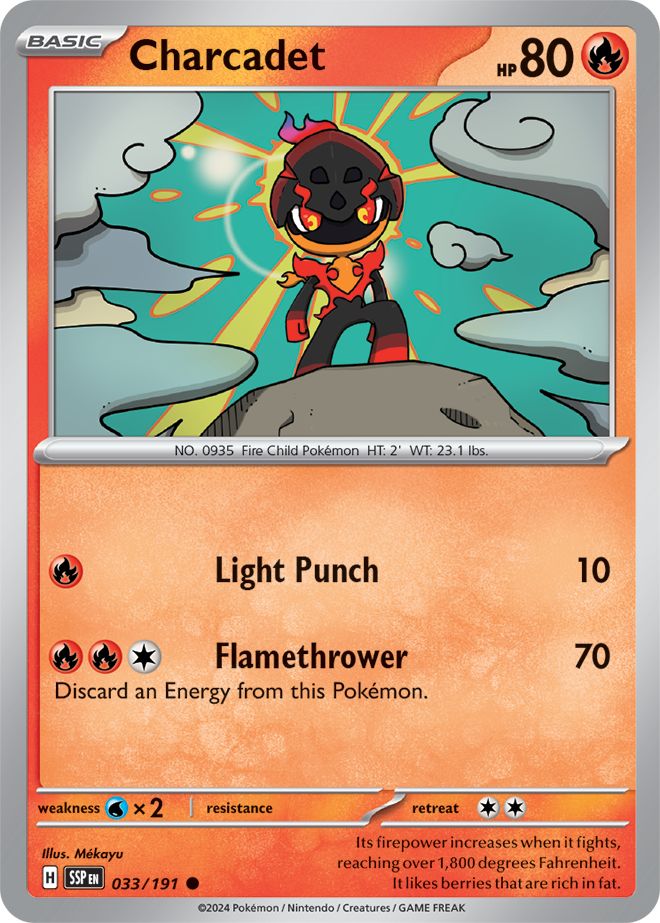 BASIC Charcadet HP 80
NO. 0935 Fire Child Pokémon HT: 2' WT: 23.1 lbs.
Light Punch 10
Flamethrower 70
Discard an Energy from this Pokémon.
weakness ×2 resistance retreat
Its firepower increases when it fights,
reaching over 1,800 degrees Fahrenheit.
It likes berries that are rich in fat.
Illus. Mékayu
H SSP EN 033/191
©2024 Pokémon / Nintendo / Creatures / GAME FREAK